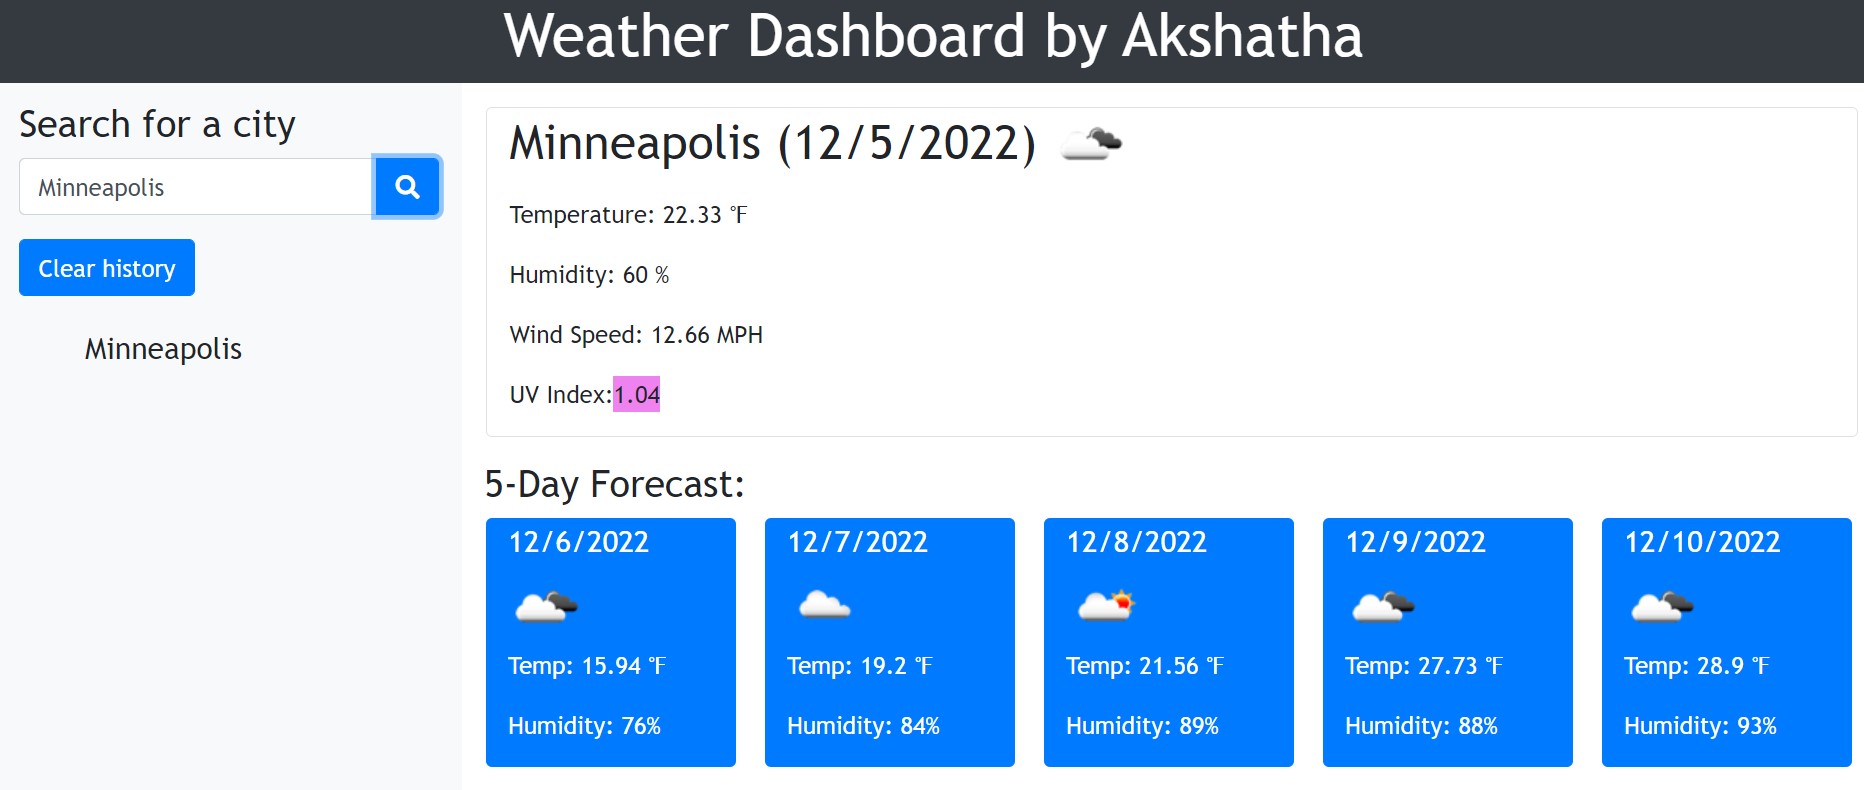 Weather Dashboard by Akshatha
Search for a city
Minneapolis
Clear history
Minneapolis
Minneapolis (12/5/2022)
Temperature: 22.33 °F
Humidity: 60 %
Wind Speed: 12.66 MPH
UV Index:1.04
5-Day Forecast:
12/6/2022
Temp: 15.94 °F
Humidity: 76%
12/7/2022
Temp: 19.2 °F
Humidity: 84%
12/8/2022
Temp: 21.56 °F
Humidity: 89%
12/9/2022
Temp: 27.73 °F
Humidity: 88%
12/10/2022
Temp: 28.9 °F
Humidity: 93%